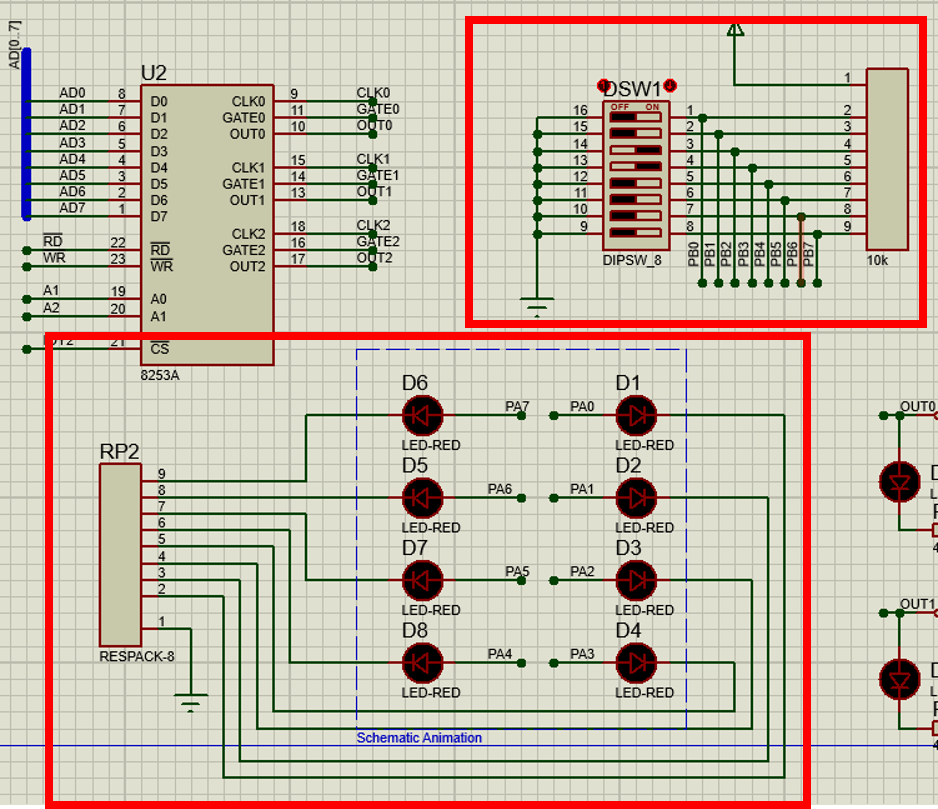 AD[0..7]
U2
AD0 8 D0 CLK0 9 CLK0
AD1 7 D1 GATE0 11 GATE0
AD2 6 D2 OUT0 10 OUT0
AD3 5 D3
AD4 4 D4 CLK1 15 CLK1
AD5 3 D5 GATE1 14 GATE1
AD6 2 D6 OUT1 13 OUT1
AD7 1 D7
CLK2 18 CLK2
RD 22 RD GATE2 16 GATE2
WR 23 WR OUT2 17 OUT2
A1 19 A0
A2 20 A1
21 CS
8253A
DSW1
OFF ON
16 1
15 2
14 3
13 4
12 5
11 6
10 7
9 8
DIPSW_8
PB0 PB1 PB2 PB3 PB4 PB5 PB6 PB7
1
2
3
4
5
6
7
8
9
10k
RP2
9
8
7
6
5
4
3
2
1
RESPACK-8
D6 D1
PA7 PA0
LED-RED LED-RED
D5 D2
PA6 PA1
LED-RED LED-RED
D7 D3
PA5 PA2
LED-RED LED-RED
D8 D4
PA4 PA3
LED-RED LED-RED
Schematic Animation
OUT0
OUT1